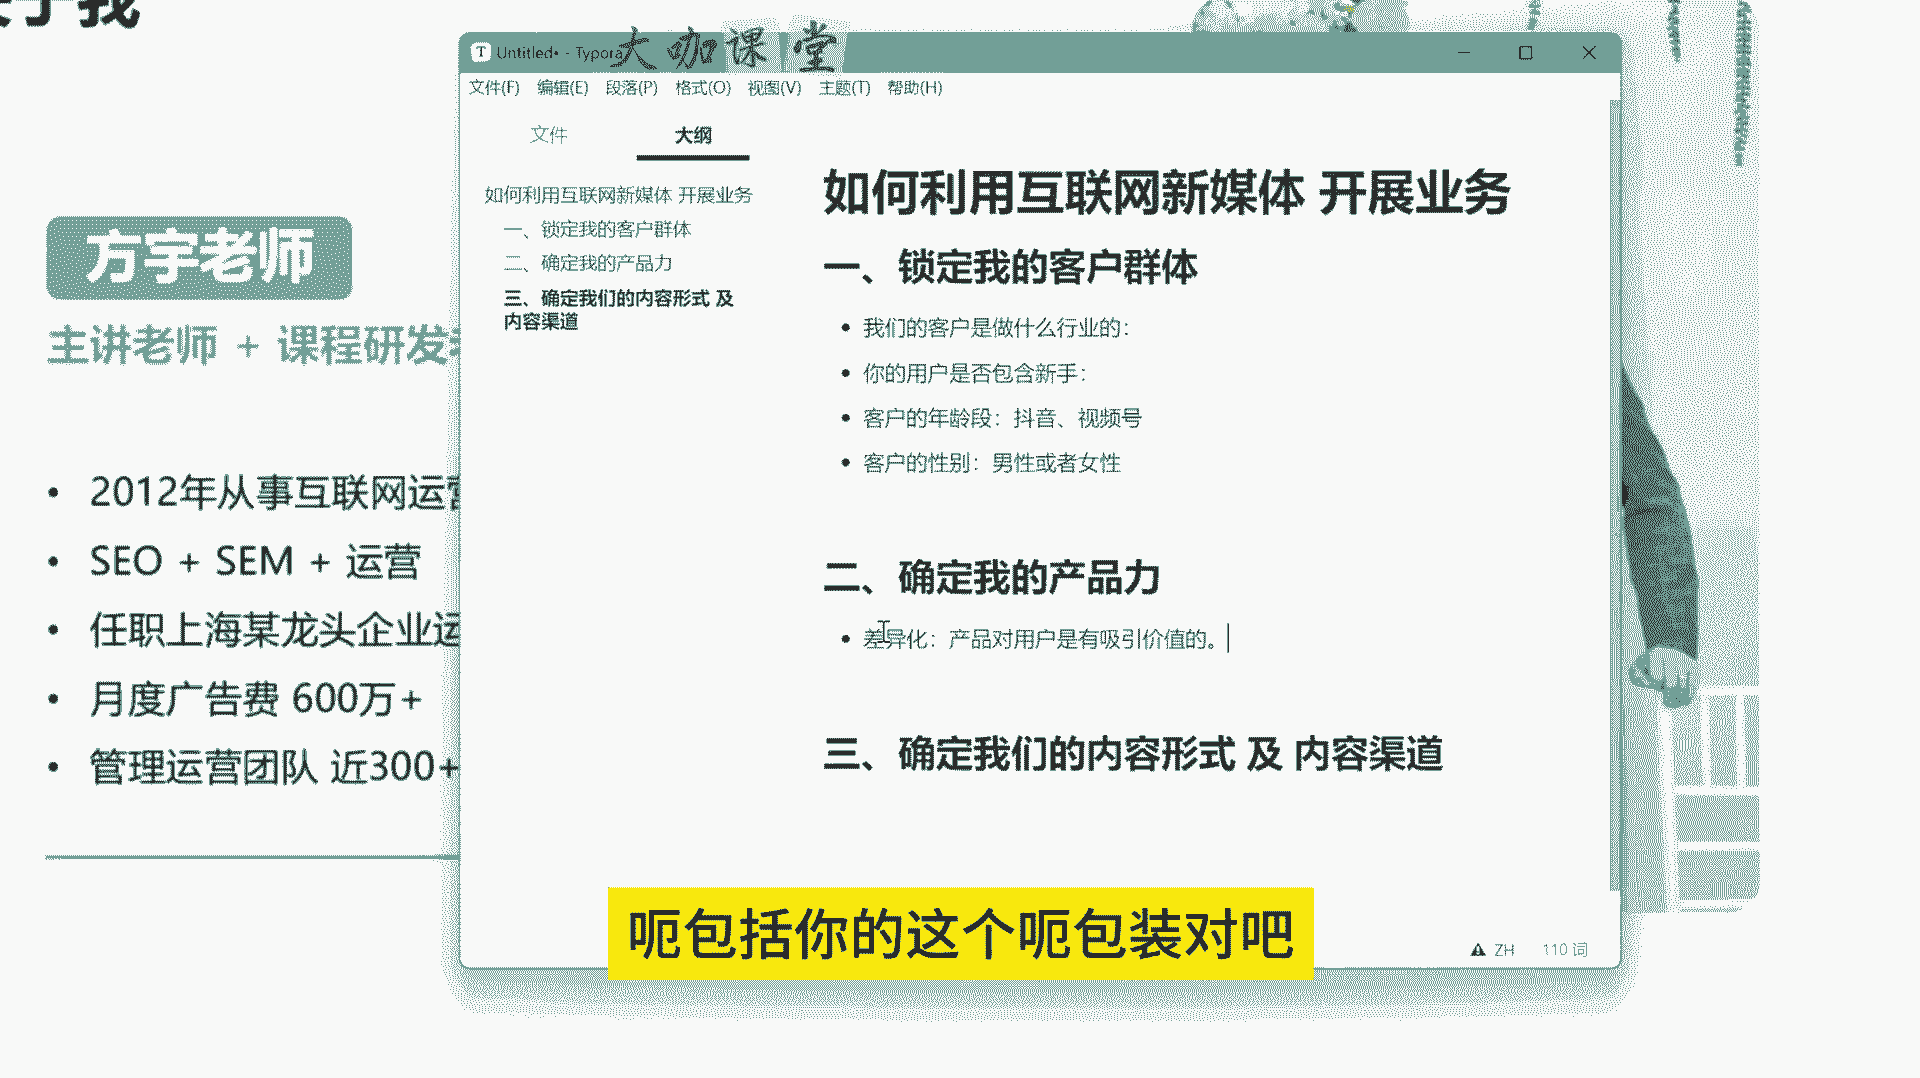 于我
方宇老师
主讲老师 + 课程研发
2012年从事互联网运营
SEO + SEM + 运营
任职上海某龙头企业运
月度广告费 600万+
管理运营团队 近300+
大咖课堂
Untitled• - Typora
文件(F) 编辑(E) 段落(P) 格式(O) 视图(V) 主题(T) 帮助(H)
文件 大纲
如何利用互联网新媒体 开展业务
一、锁定我的客户群体
二、确定我的产品力
三、确定我们的内容形式 及
内容渠道
如何利用互联网新媒体 开展业务
一、锁定我的客户群体
我们的客户是做什么行业的：
你的用户是否包含新手：
客户的年龄段：抖音、视频号
客户的性别：男性或者女性
二、确定我的产品力
差异化：产品对用户是有吸引价值的。
三、确定我们的内容形式 及 内容渠道
呃包括你的这个呃包装对吧
ZH 110 词